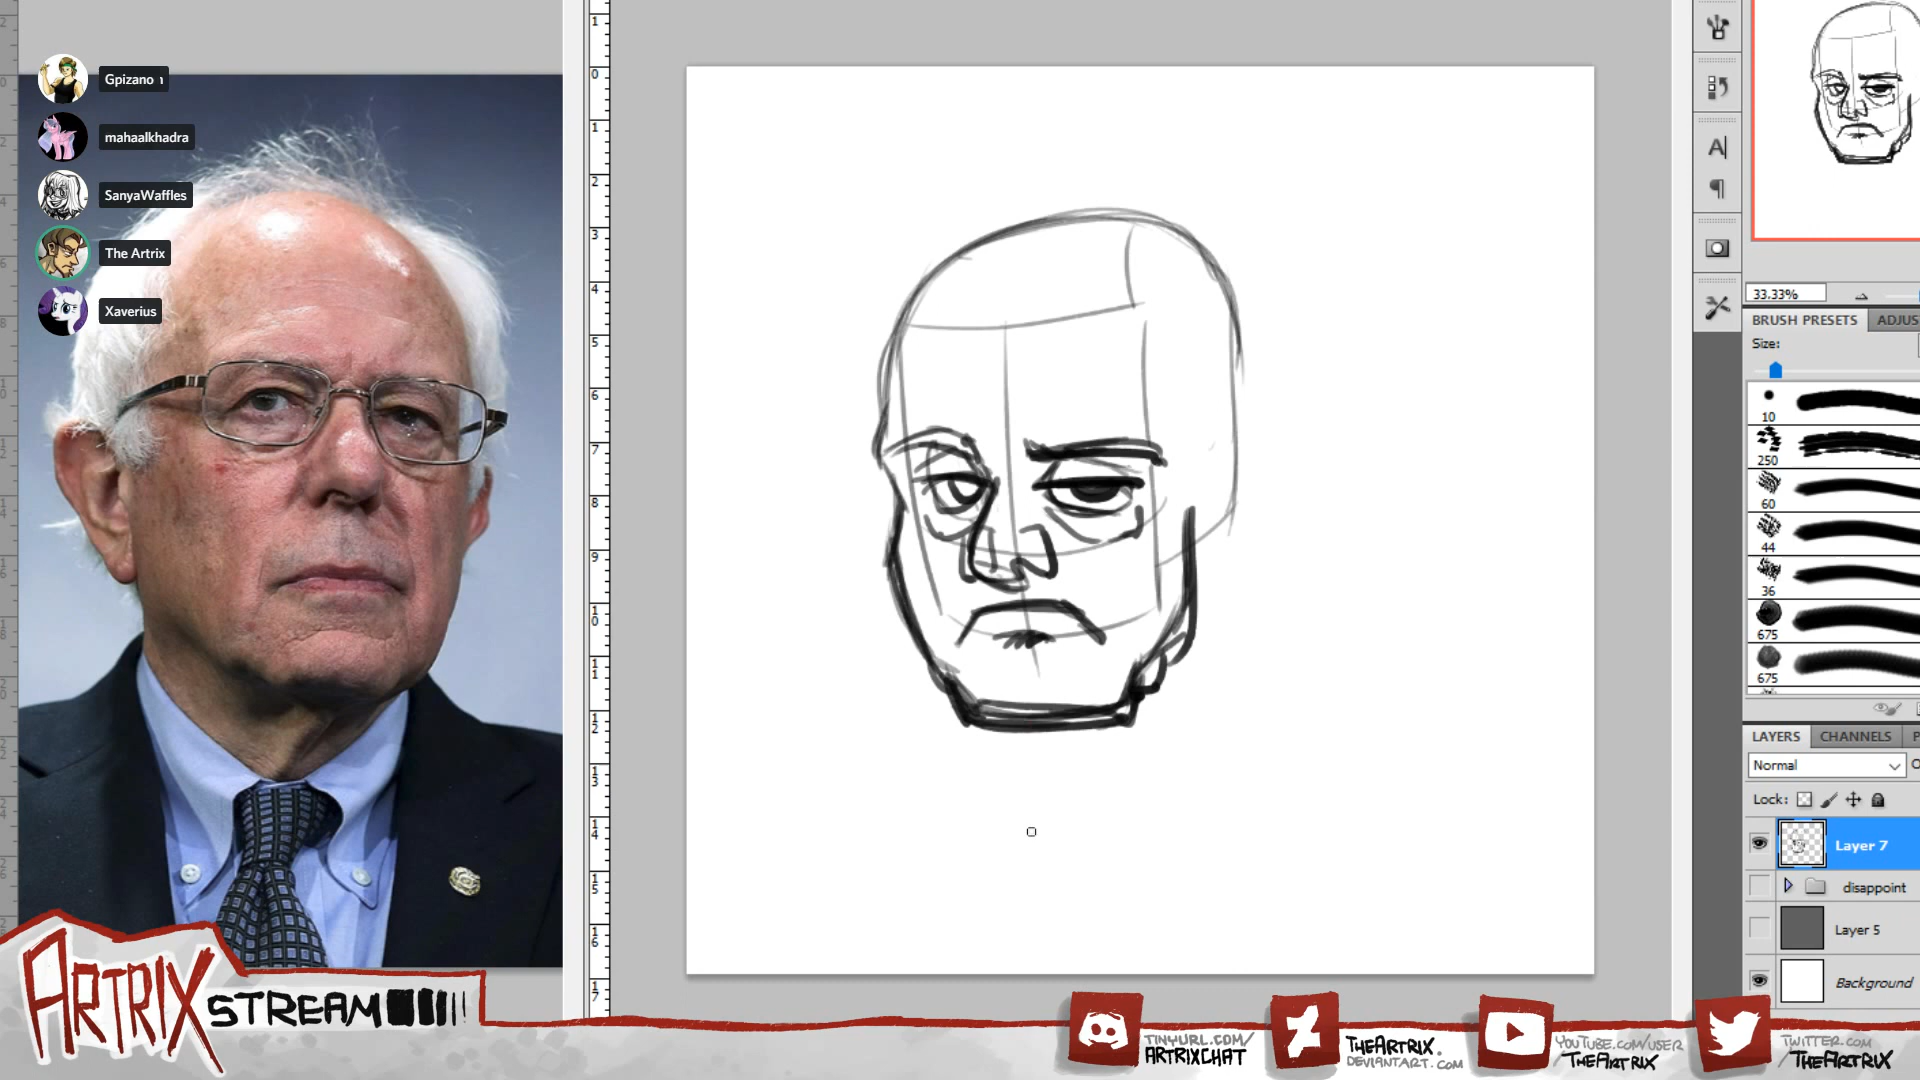 Gpizano
mahaalkhadra
SanyaWaffles
The Artrix
Xaverius
33.33%
BRUSH PRESETS
ADJUS
Size:
10
250
60
44
36
675
675
LAYERS
CHANNELS
P
Normal
O
Lock:
Layer 7
disappoint
Layer 5
Background
ARTRIX
STREAM
TINYURL.COM/
ARTRIXCHAT
THEARTRIX.
DEVIANTART.COM
YOUTUBE.COM/USER
/THEARTRIX
TWITTER.COM
/THEARTRIX